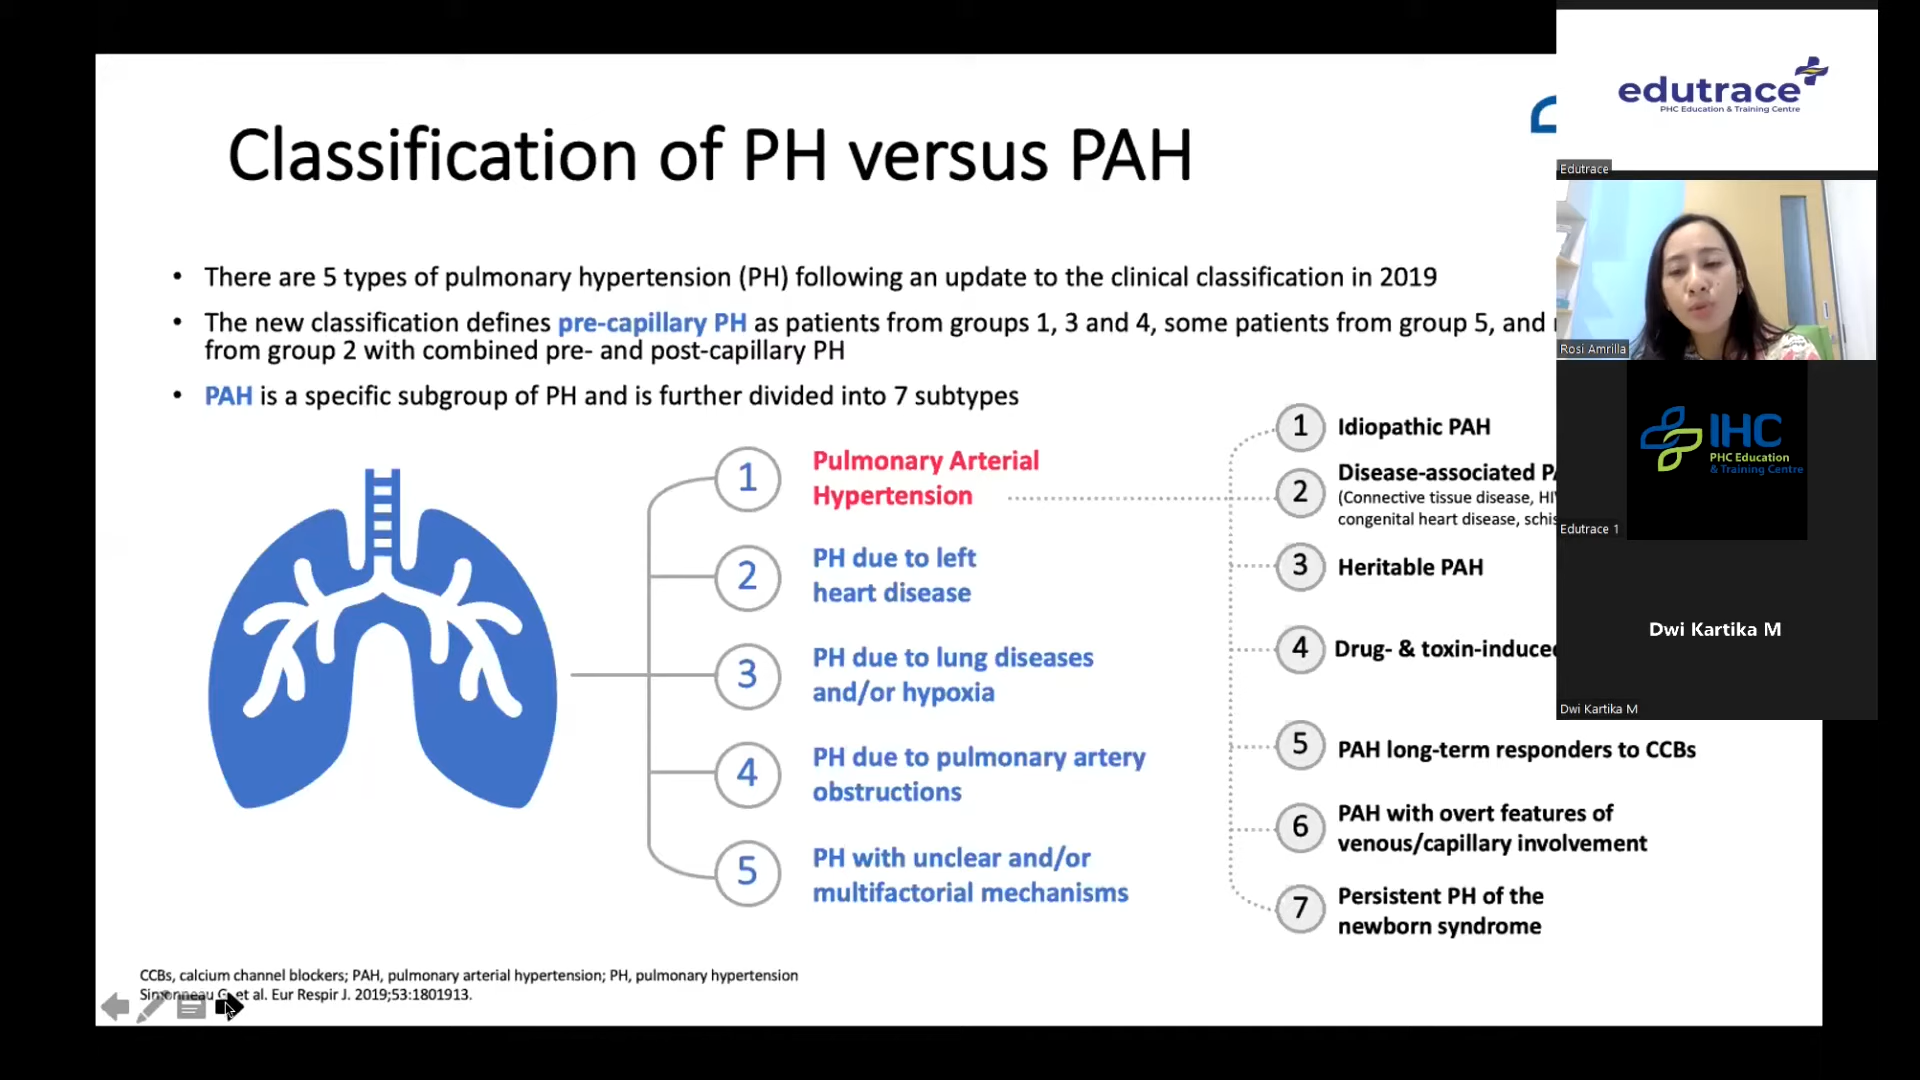 Classification of PH versus PAH
• There are 5 types of pulmonary hypertension (PH) following an update to the clinical classification in 2019
• The new classification defines pre-capillary PH as patients from groups 1, 3 and 4, some patients from group 5, and
from group 2 with combined pre- and post-capillary PH
• PAH is a specific subgroup of PH and is further divided into 7 subtypes
1
Pulmonary Arterial
Hypertension
2
PH due to left
heart disease
3
PH due to lung diseases
and/or hypoxia
4
PH due to pulmonary artery
obstructions
5
PH with unclear and/or
multifactorial mechanisms
1
Idiopathic PAH
2
Disease-associated
(Connective tissue disease,
congenital heart disease,
3
Heritable PAH
4
Drug- & toxin-induced
5
PAH long-term responders to CCBs
6
PAH with overt features of
venous/capillary involvement
7
Persistent PH of the
newborn syndrome
CCBs, calcium channel blockers; PAH, pulmonary arterial hypertension; PH, pulmonary hypertension
Simonneau G, et al. Eur Respir J. 2019;53:1801913.
edutrace
PHC Education & Training Centre
Edutrace
Rosi Amrilla
IHC
PHC Education
& Training Centre
Edutrace 1
Dwi Kartika M
Dwi Kartika M